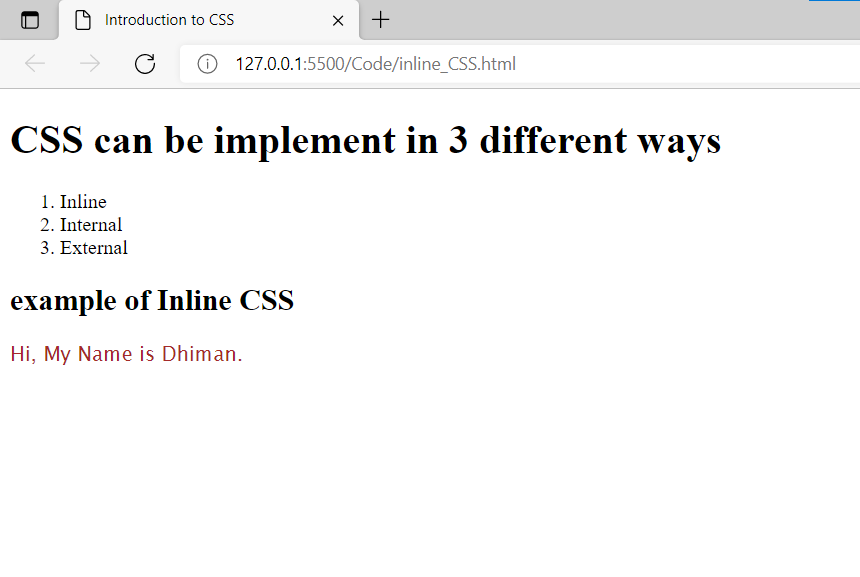 Introduction to CSS
127.0.0.1:5500/Code/inline_CSS.html
CSS can be implement in 3 different ways
1. Inline
2. Internal
3. External
example of Inline CSS
Hi, My Name is Dhiman.